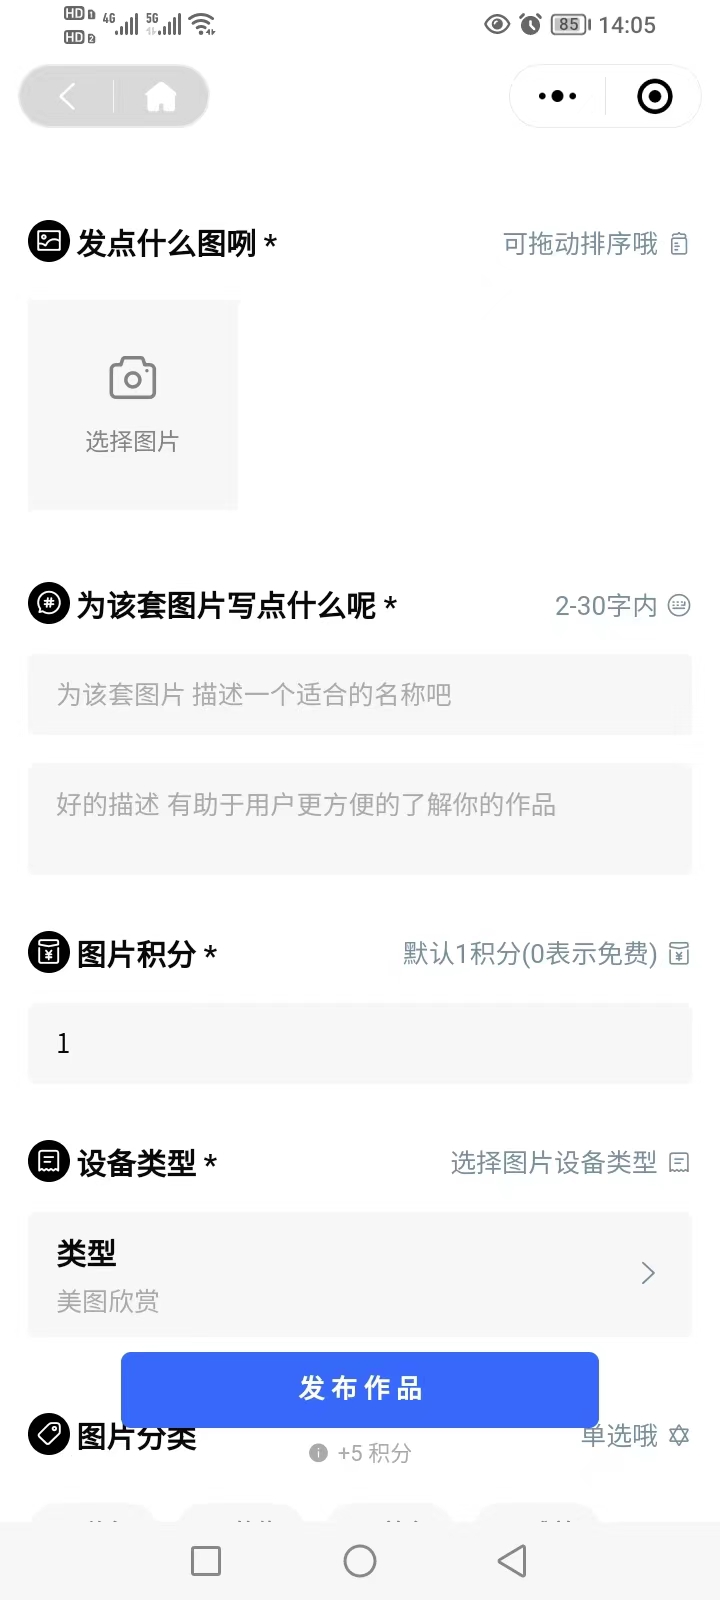 HD 1 4G 5G
HD 2
85 14:05
发点什么图咧 * 可拖动排序哦
选择图片
为该套图片写点什么呢 * 2-30字内
为该套图片 描述一个适合的名称吧
好的描述 有助于用户更方便的了解你的作品
图片积分 * 默认1积分(0表示免费)
1
设备类型 * 选择图片设备类型
类型
美图欣赏
发布作品
图片分类 单选哦
+5 积分